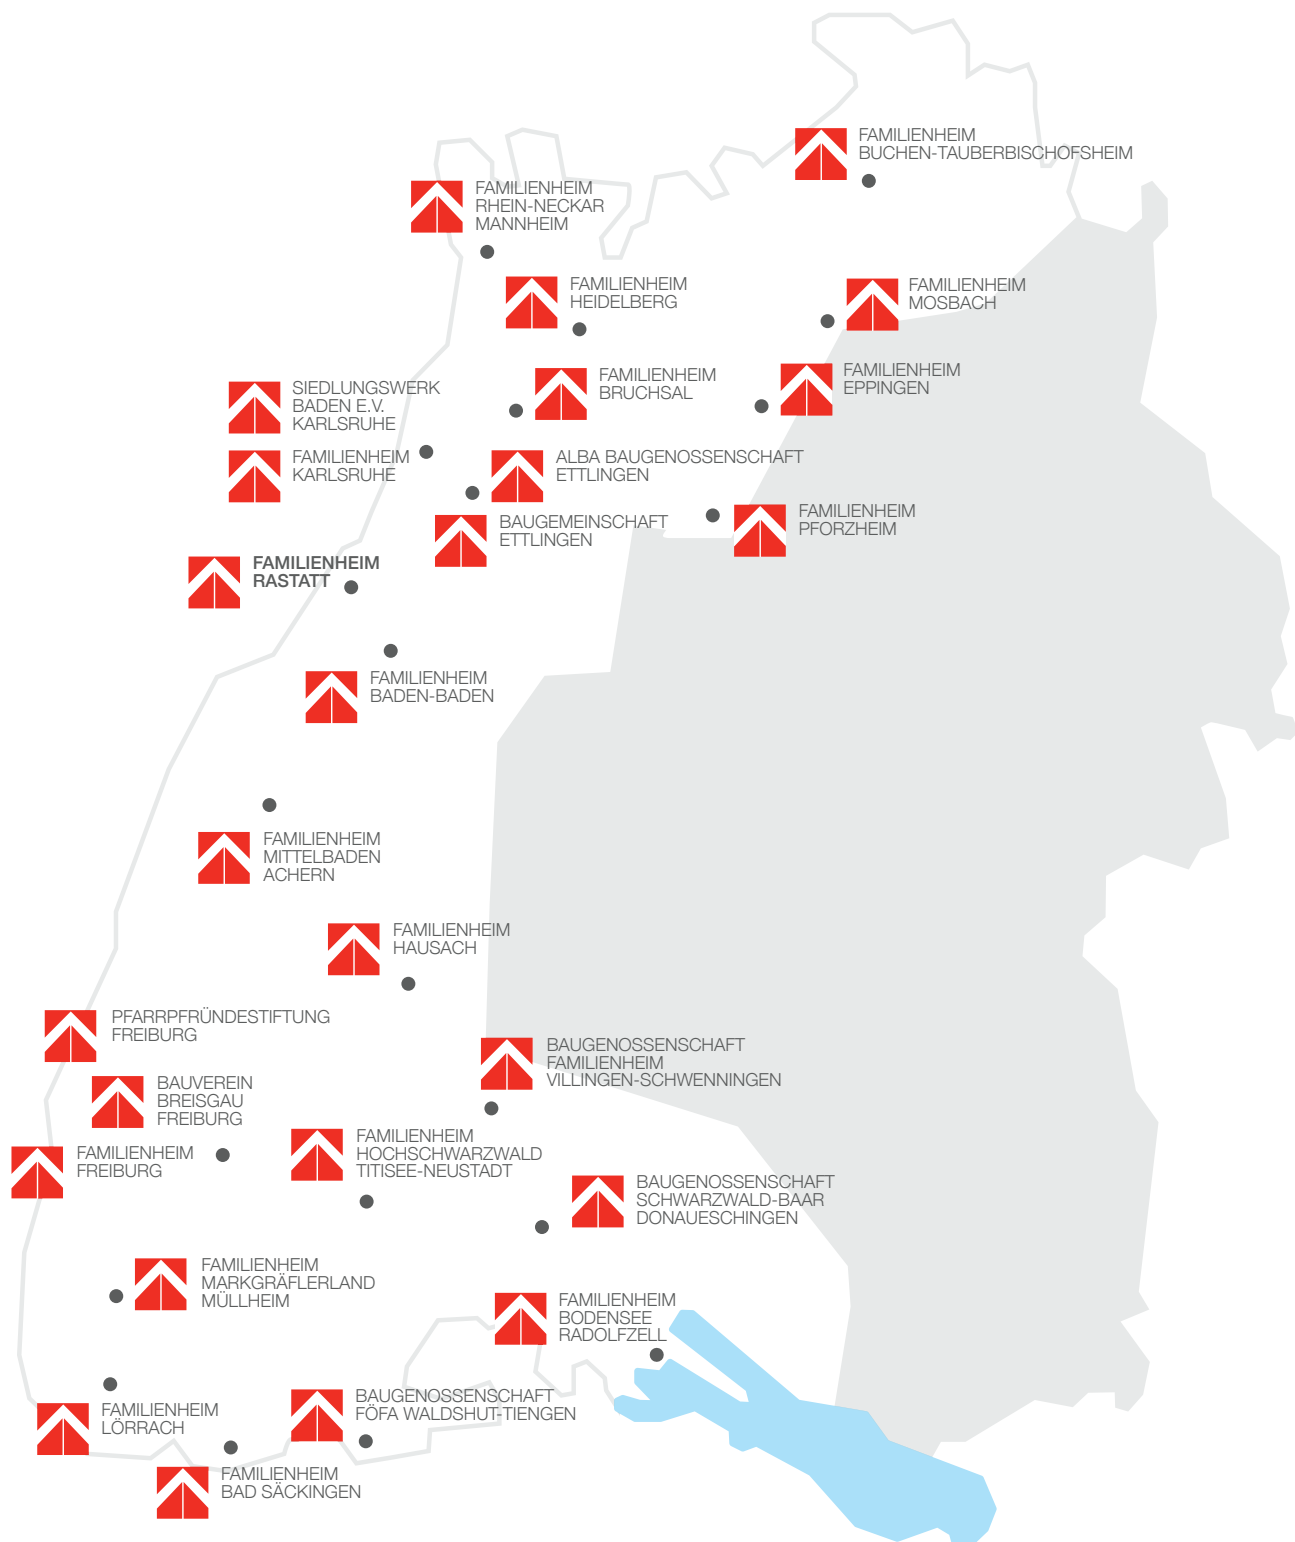 FAMILIENHEIM
BUCHEN-TAUBERBISCHOFSHEIM
FAMILIENHEIM
RHEIN-NECKAR
MANNHEIM
FAMILIENHEIM
HEIDELBERG
FAMILIENHEIM
MOSBACH
FAMILIENHEIM
BRUCHSAL
FAMILIENHEIM
EPPINGEN
SIEDLUNGSWERK
BADEN E.V.
KARLSRUHE
FAMILIENHEIM
KARLSRUHE
ALBA BAUGENOSSENSCHAFT
ETTLINGEN
BAUGEMEINSCHAFT
ETTLINGEN
FAMILIENHEIM
PFORZHEIM
FAMILIENHEIM
RASTATT
FAMILIENHEIM
BADEN-BADEN
FAMILIENHEIM
MITTELBADEN
ACHERN
FAMILIENHEIM
HAUSACH
PFARRPFRÜNDESTIFTUNG
FREIBURG
BAUGENOSSENSCHAFT
FAMILIENHEIM
VILLINGEN-SCHWENNINGEN
BAUVEREIN
BREISGAU
FREIBURG
FAMILIENHEIM
HOCHSCHWARZWALD
TITISEE-NEUSTADT
FAMILIENHEIM
FREIBURG
BAUGENOSSENSCHAFT
SCHWARZWALD-BAAR
DONAUESCHINGEN
FAMILIENHEIM
MARKGRÄFLERLAND
MÜLLHEIM
FAMILIENHEIM
BODENSEE
RADOLFZELL
BAUGENOSSENSCHAFT
FÖFA WALDSHUT-TIENGEN
FAMILIENHEIM
LÖRRACH
FAMILIENHEIM
BAD SÄCKINGEN